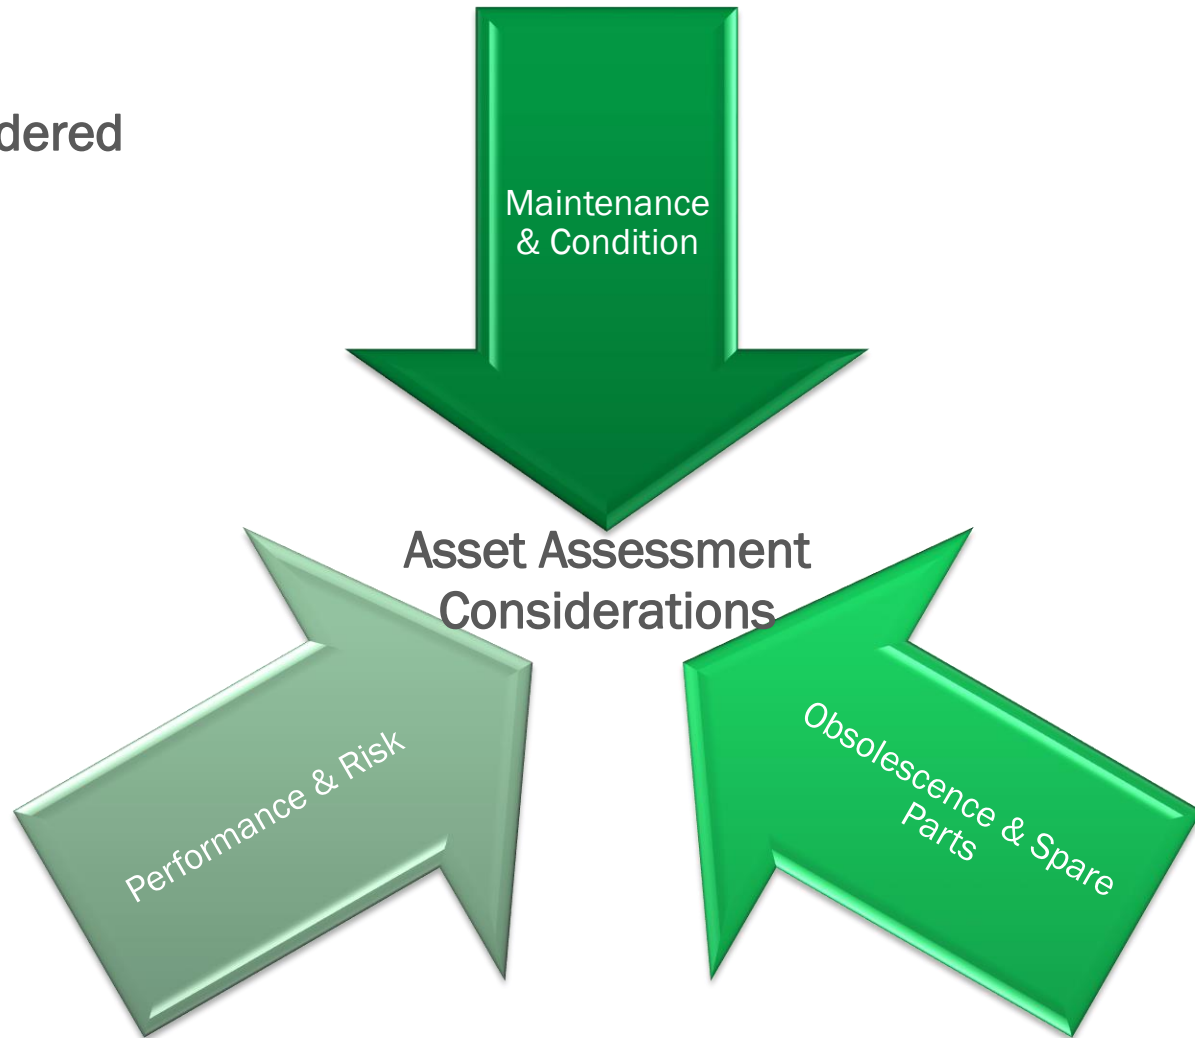 dered
Maintenance
& Condition
Asset Assessment
Considerations
Performance & Risk
Obsolescence & Spare
Parts